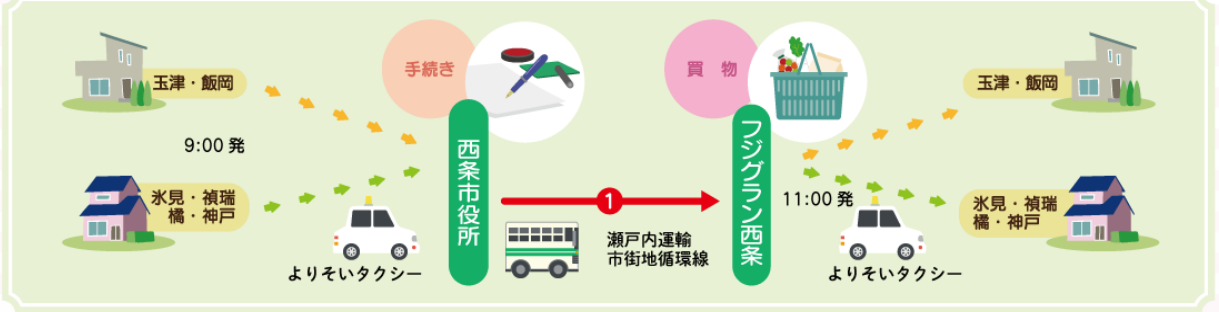 玉津・飯岡
9:00 発
氷見・禎瑞
橘・神戸
よりそいタクシー
手続き
西条市役所
1
瀬戸内運輸
市街地循環線
買 物
フジグラン西条
11:00 発
よりそいタクシー
玉津・飯岡
氷見・禎瑞
橘・神戸